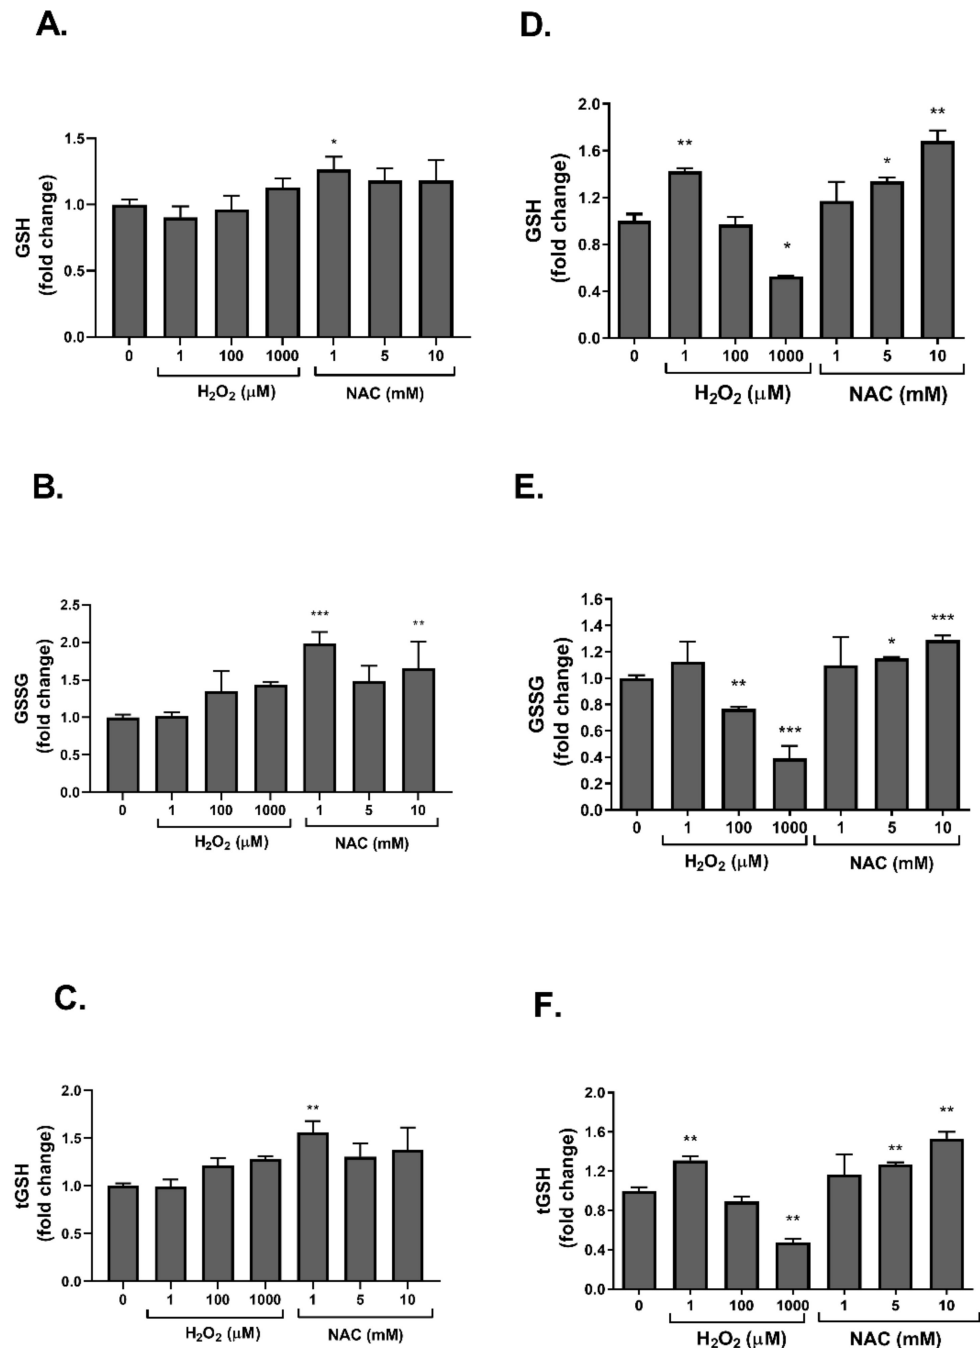 A.
GSH
(fold change)
1.5
1.0
0.5
0.0
*
0 1 100 1000 1 5 10
H₂O₂ (μM) NAC (mM)
D.
GSH
(fold change)
2.0
1.6
1.2
0.8
0.4
0.0
** * * **
0 1 100 1000 1 5 10
H₂O₂ (μM) NAC (mM)
B.
GSSG
(fold change)
2.5
2.0
1.5
1.0
0.5
0.0
*** **
0 1 100 1000 1 5 10
H₂O₂ (μM) NAC (mM)
E.
GSSG
(fold change)
1.6
1.4
1.2
1.0
0.8
0.6
0.4
0.2
0.0
** *** * ***
0 1 100 1000 1 5 10
H₂O₂ (μM) NAC (mM)
C.
tGSH
(fold change)
2.0
1.5
1.0
0.5
0.0
**
0 1 100 1000 1 5 10
H₂O₂ (μM) NAC (mM)
F.
tGSH
(fold change)
2.0
1.6
1.2
0.8
0.4
0.0
** ** ** **
0 1 100 1000 1 5 10
H₂O₂ (μM) NAC (mM)